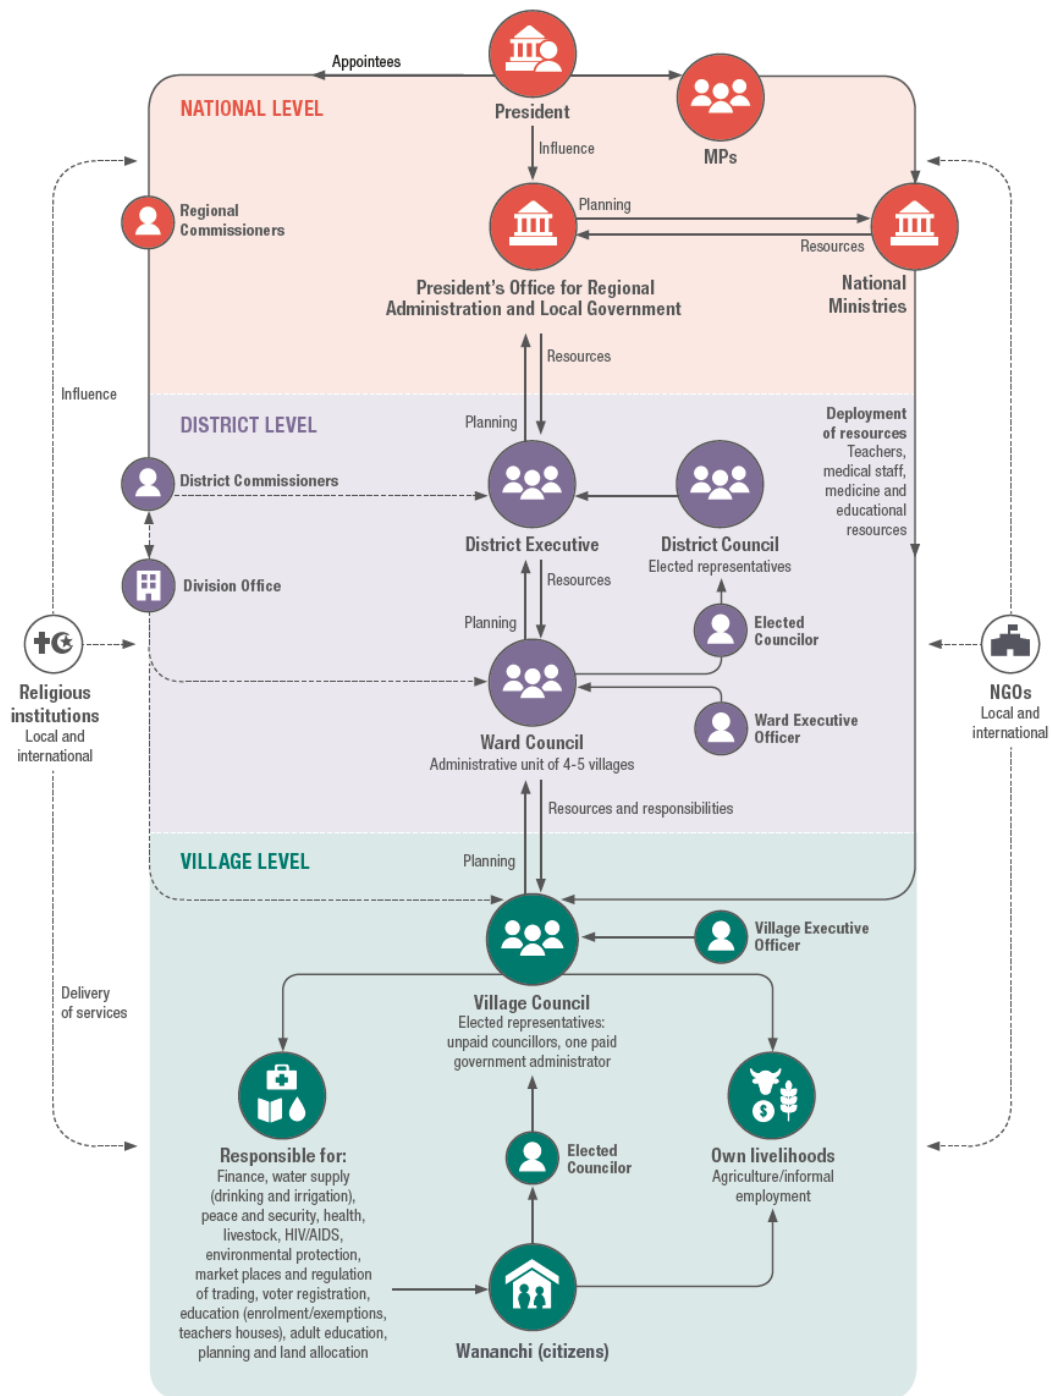 Appointees
President
NATIONAL LEVEL
MPs
Influence
Regional
Commissioners
Planning
Resources
President’s Office for Regional
Administration and Local Government
National
Ministries
Resources
Influence
DISTRICT LEVEL
Planning
Deployment
of resources
Teachers,
medical staff,
medicine and
educational
resources
District Commissioners
District Executive
District Council
Elected representatives
Division Office
Resources
Planning
Elected
Councilor
Religious
institutions
Local and
international
NGOs
Local and
international
Ward Council
Administrative unit of 4-5 villages
Ward Executive
Officer
Resources and responsibilities
VILLAGE LEVEL
Planning
Village Executive
Officer
Delivery
of services
Village Council
Elected representatives:
unpaid councillors, one paid
government administrator
$
Responsible for:
Finance, water supply
(drinking and irrigation),
peace and security, health,
livestock, HIV/AIDS,
environmental protection,
market places and regulation
of trading, voter registration,
education (enrolment/exemptions,
teachers houses), adult education,
planning and land allocation
Elected
Councilor
Own livelihoods
Agriculture/informal
employment
Wananchi (citizens)